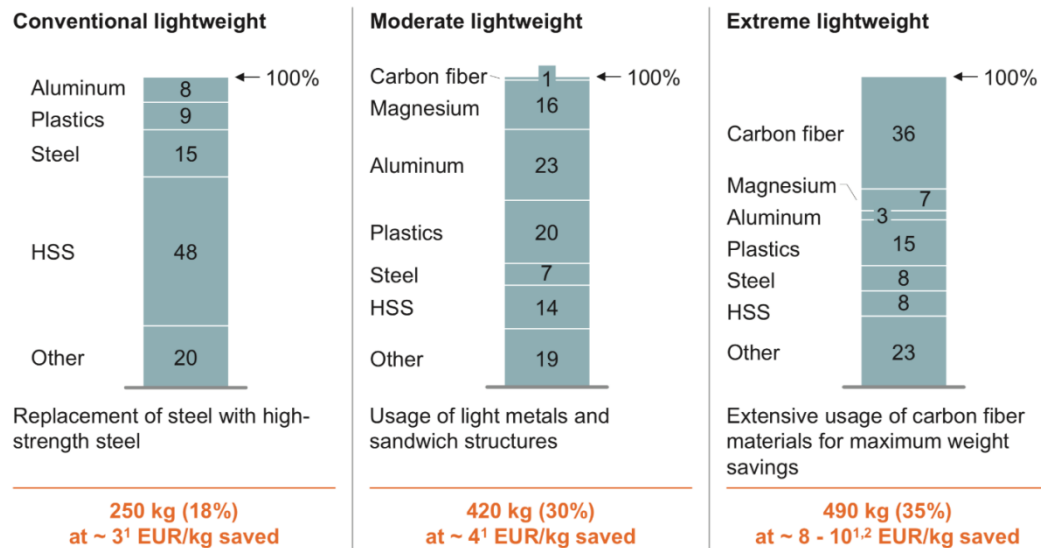 Conventional lightweight
Aluminum 8
Plastics 9
Steel 15
HSS 48
Other 20
← 100%
Replacement of steel with high-
strength steel
250 kg (18%)
at ~ 3¹ EUR/kg saved
Moderate lightweight
Carbon fiber 1
Magnesium 16
Aluminum 23
Plastics 20
Steel 7
HSS 14
Other 19
← 100%
Usage of light metals and
sandwich structures
420 kg (30%)
at ~ 4¹ EUR/kg saved
Extreme lightweight
Carbon fiber 36
Magnesium 7
Aluminum 3
Plastics 15
Steel 8
HSS 8
Other 23
← 100%
Extensive usage of carbon fiber
materials for maximum weight
savings
490 kg (35%)
at ~ 8 - 10¹,² EUR/kg saved